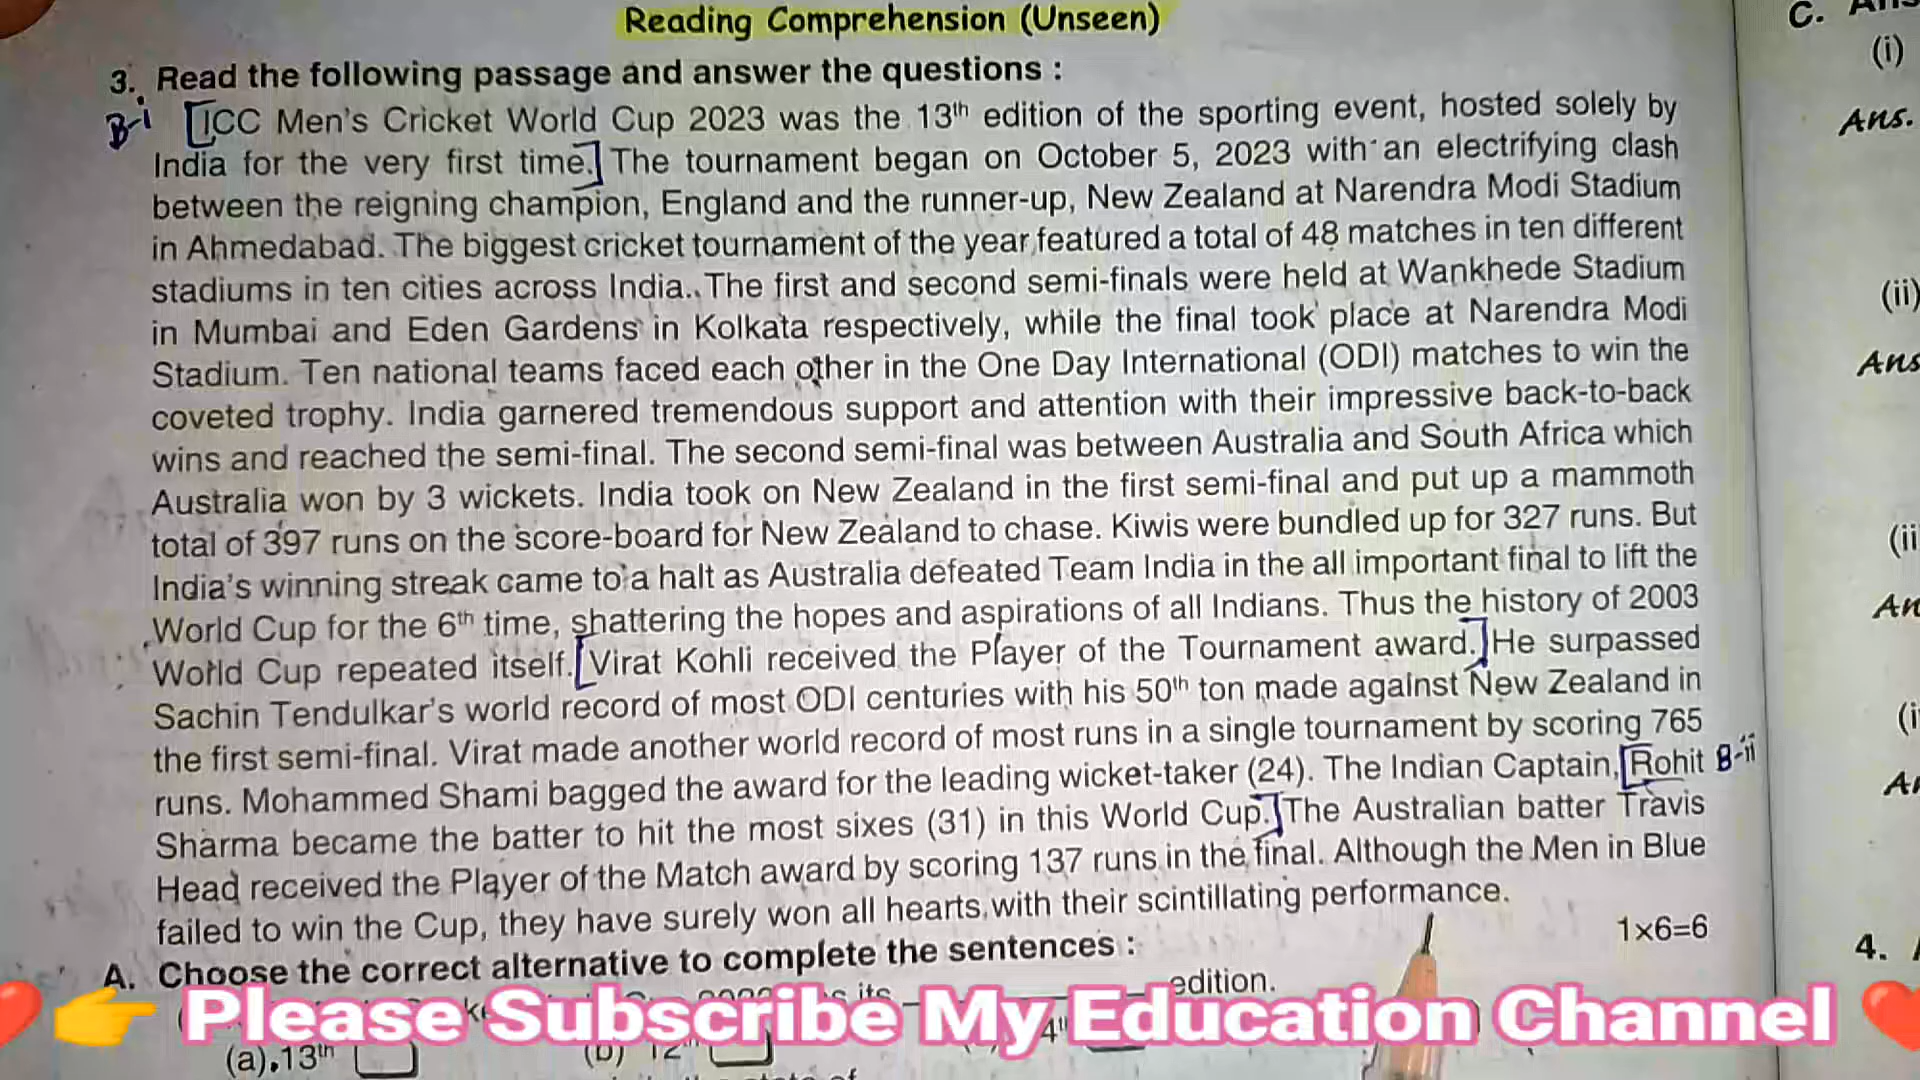 Reading Comprehension (Unseen)
3. Read the following passage and answer the questions :
B-i [ICC Men's Cricket World Cup 2023 was the 13th edition of the sporting event, hosted solely by
India for the very first time.] The tournament began on October 5, 2023 with an electrifying clash
between the reigning champion, England and the runner-up, New Zealand at Narendra Modi Stadium
in Ahmedabad. The biggest cricket tournament of the year featured a total of 48 matches in ten different
stadiums in ten cities across India. The first and second semi-finals were held at Wankhede Stadium
in Mumbai and Eden Gardens in Kolkata respectively, while the final took place at Narendra Modi
Stadium. Ten national teams faced each other in the One Day International (ODI) matches to win the
coveted trophy. India garnered tremendous support and attention with their impressive back-to-back
wins and reached the semi-final. The second semi-final was between Australia and South Africa which
Australia won by 3 wickets. India took on New Zealand in the first semi-final and put up a mammoth
total of 397 runs on the score-board for New Zealand to chase. Kiwis were bundled up for 327 runs. But
India's winning streak came to a halt as Australia defeated Team India in the all important final to lift the
World Cup for the 6th time, shattering the hopes and aspirations of all Indians. Thus the history of 2003
World Cup repeated itself. [Virat Kohli received the Player of the Tournament award.] He surpassed
Sachin Tendulkar's world record of most ODI centuries with his 50th ton made against New Zealand in
the first semi-final. Virat made another world record of most runs in a single tournament by scoring 765
runs. Mohammed Shami bagged the award for the leading wicket-taker (24). The Indian Captain, [Rohit B-ii
Sharma became the batter to hit the most sixes (31) in this World Cup.] The Australian batter Travis
Head received the Player of the Match award by scoring 137 runs in the final. Although the Men in Blue
failed to win the Cup, they have surely won all hearts with their scintillating performance.
A. Choose the correct alternative to complete the sentences : 1×6=6
its edition.
Please Subscribe My Education Channel
(a) 13th (b) 12th 4th
C.
(i)
Ans.
(ii)
Ans
(ii
An
(i
4.